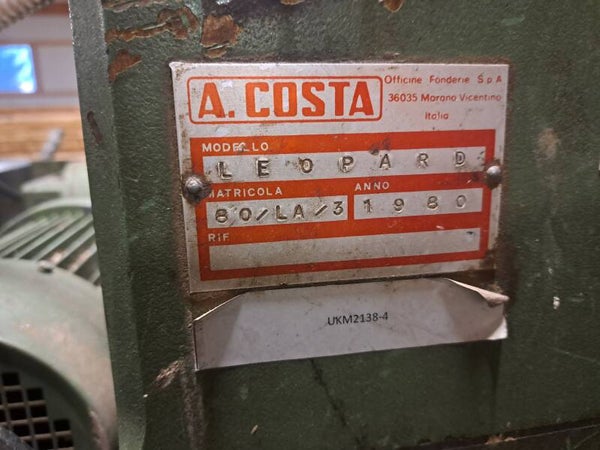 A. COSTA
Officine Fonderie S.p.A
36035 Marano Vicentino
Italia
MODELLO
LEOPARD
MATRICOLA ANNO
80/LA/3 1980
RIF.
UKM2138-4